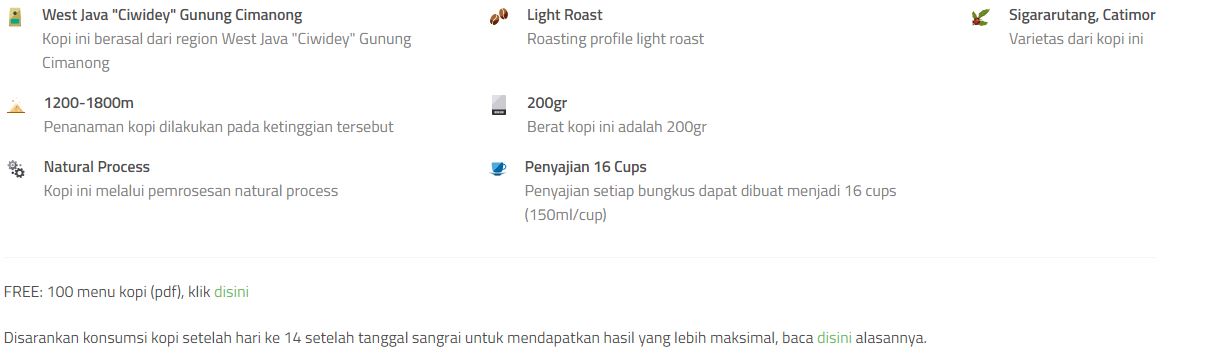 West Java "Ciwidey" Gunung Cimanong
Kopi ini berasal dari region West Java "Ciwidey" Gunung
Cimanong
Light Roast
Roasting profile light roast
Sigararutang, Catimor
Varietas dari kopi ini
1200-1800m
Penanaman kopi dilakukan pada ketinggian tersebut
200gr
Berat kopi ini adalah 200gr
Natural Process
Kopi ini melalui pemrosesan natural process
Penyajian 16 Cups
Penyajian setiap bungkus dapat dibuat menjadi 16 cups
(150ml/cup)
FREE: 100 menu kopi (pdf), klik disini
Disarankan konsumsi kopi setelah hari ke 14 setelah tanggal sangrai untuk mendapatkan hasil yang lebih maksimal, baca disini alasannya.